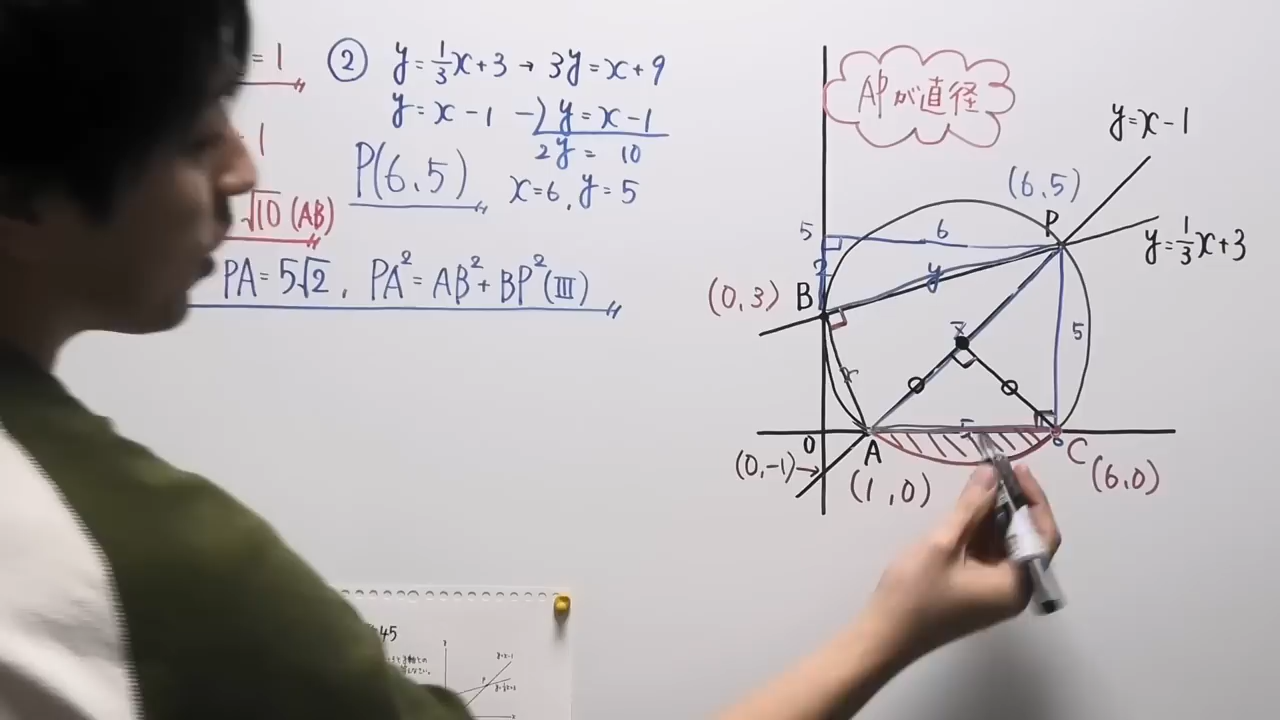 = 1
1
√10 (AB)
② y=1/3x+3 → 3y=x+9
y=x-1 -) y=x-1
2y= 10
P(6,5) x=6, y=5
PA=5√2, PA²=AB²+BP²(Ⅲ)
APが直径
y=x-1
(6,5)
P
y=1/3x+3
5
6
y
B
(0,3)
5
x
0
A
C
(0,-1)→
(1,0)
(6,0)
45